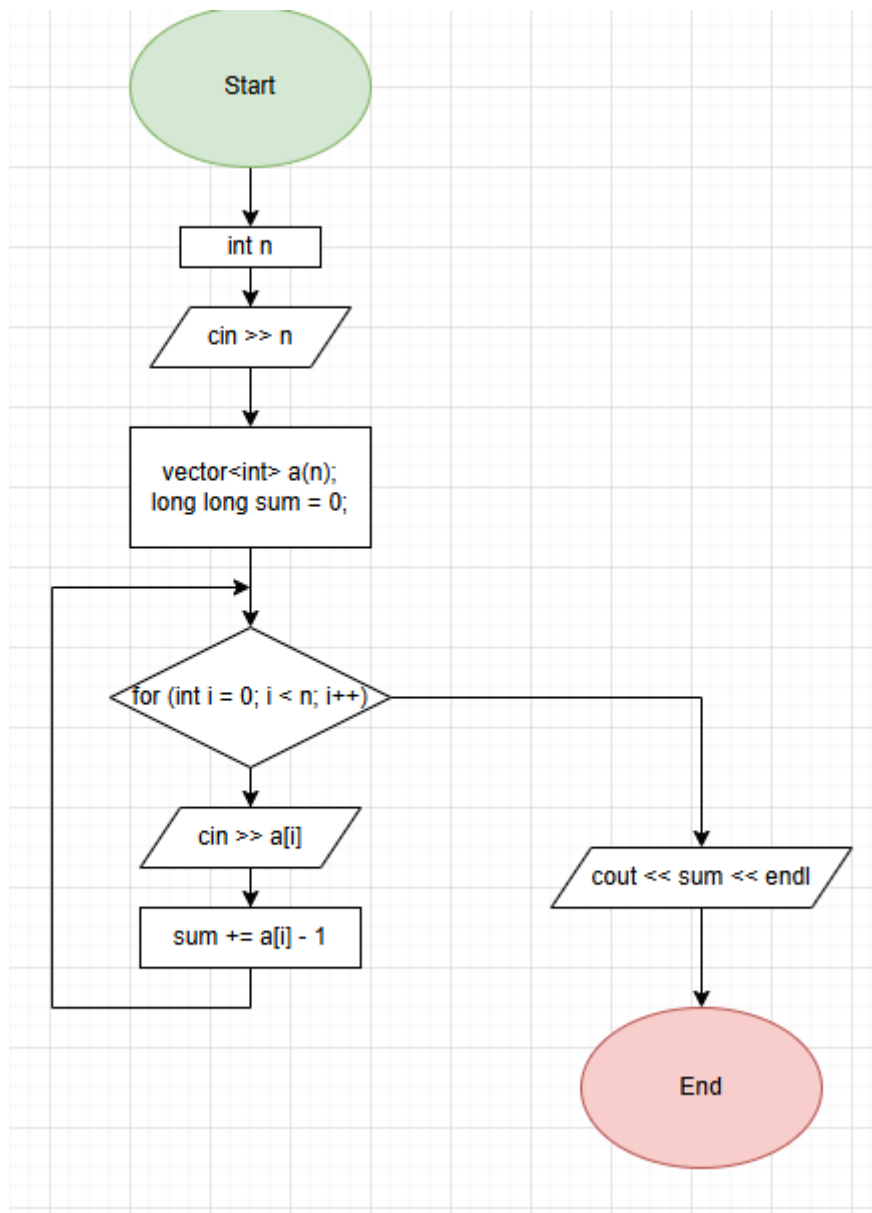 Start
int n
cin >> n
vector<int> a(n);
long long sum = 0;
for (int i = 0; i < n; i++)
cin >> a[i]
sum += a[i] - 1
cout << sum << endl
End